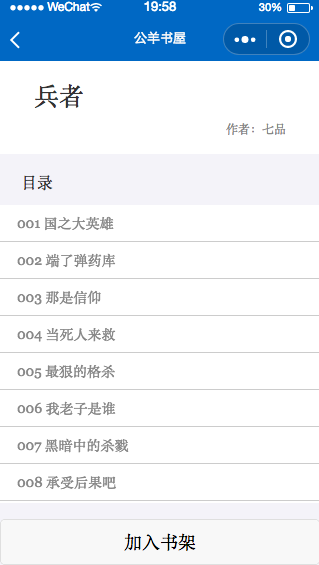 WeChat 19:58 30%
公羊书屋
兵者
作者：七品
目录
001 国之大英雄
002 端了弹药库
003 那是信仰
004 当死人来救
005 最狠的格杀
006 我老子是谁
007 黑暗中的杀戮
008 承受后果吧
加入书架